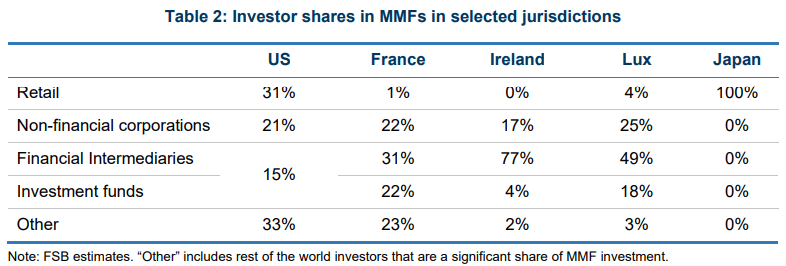 Table 2: Investor shares in MMFs in selected jurisdictions
US France Ireland Lux Japan
Retail 31% 1% 0% 4% 100%
Non-financial corporations 21% 22% 17% 25% 0%
Financial Intermediaries 31% 77% 49% 0%
15%
Investment funds 22% 4% 18% 0%
Other 33% 23% 2% 3% 0%
Note: FSB estimates. “Other” includes rest of the world investors that are a significant share of MMF investment.